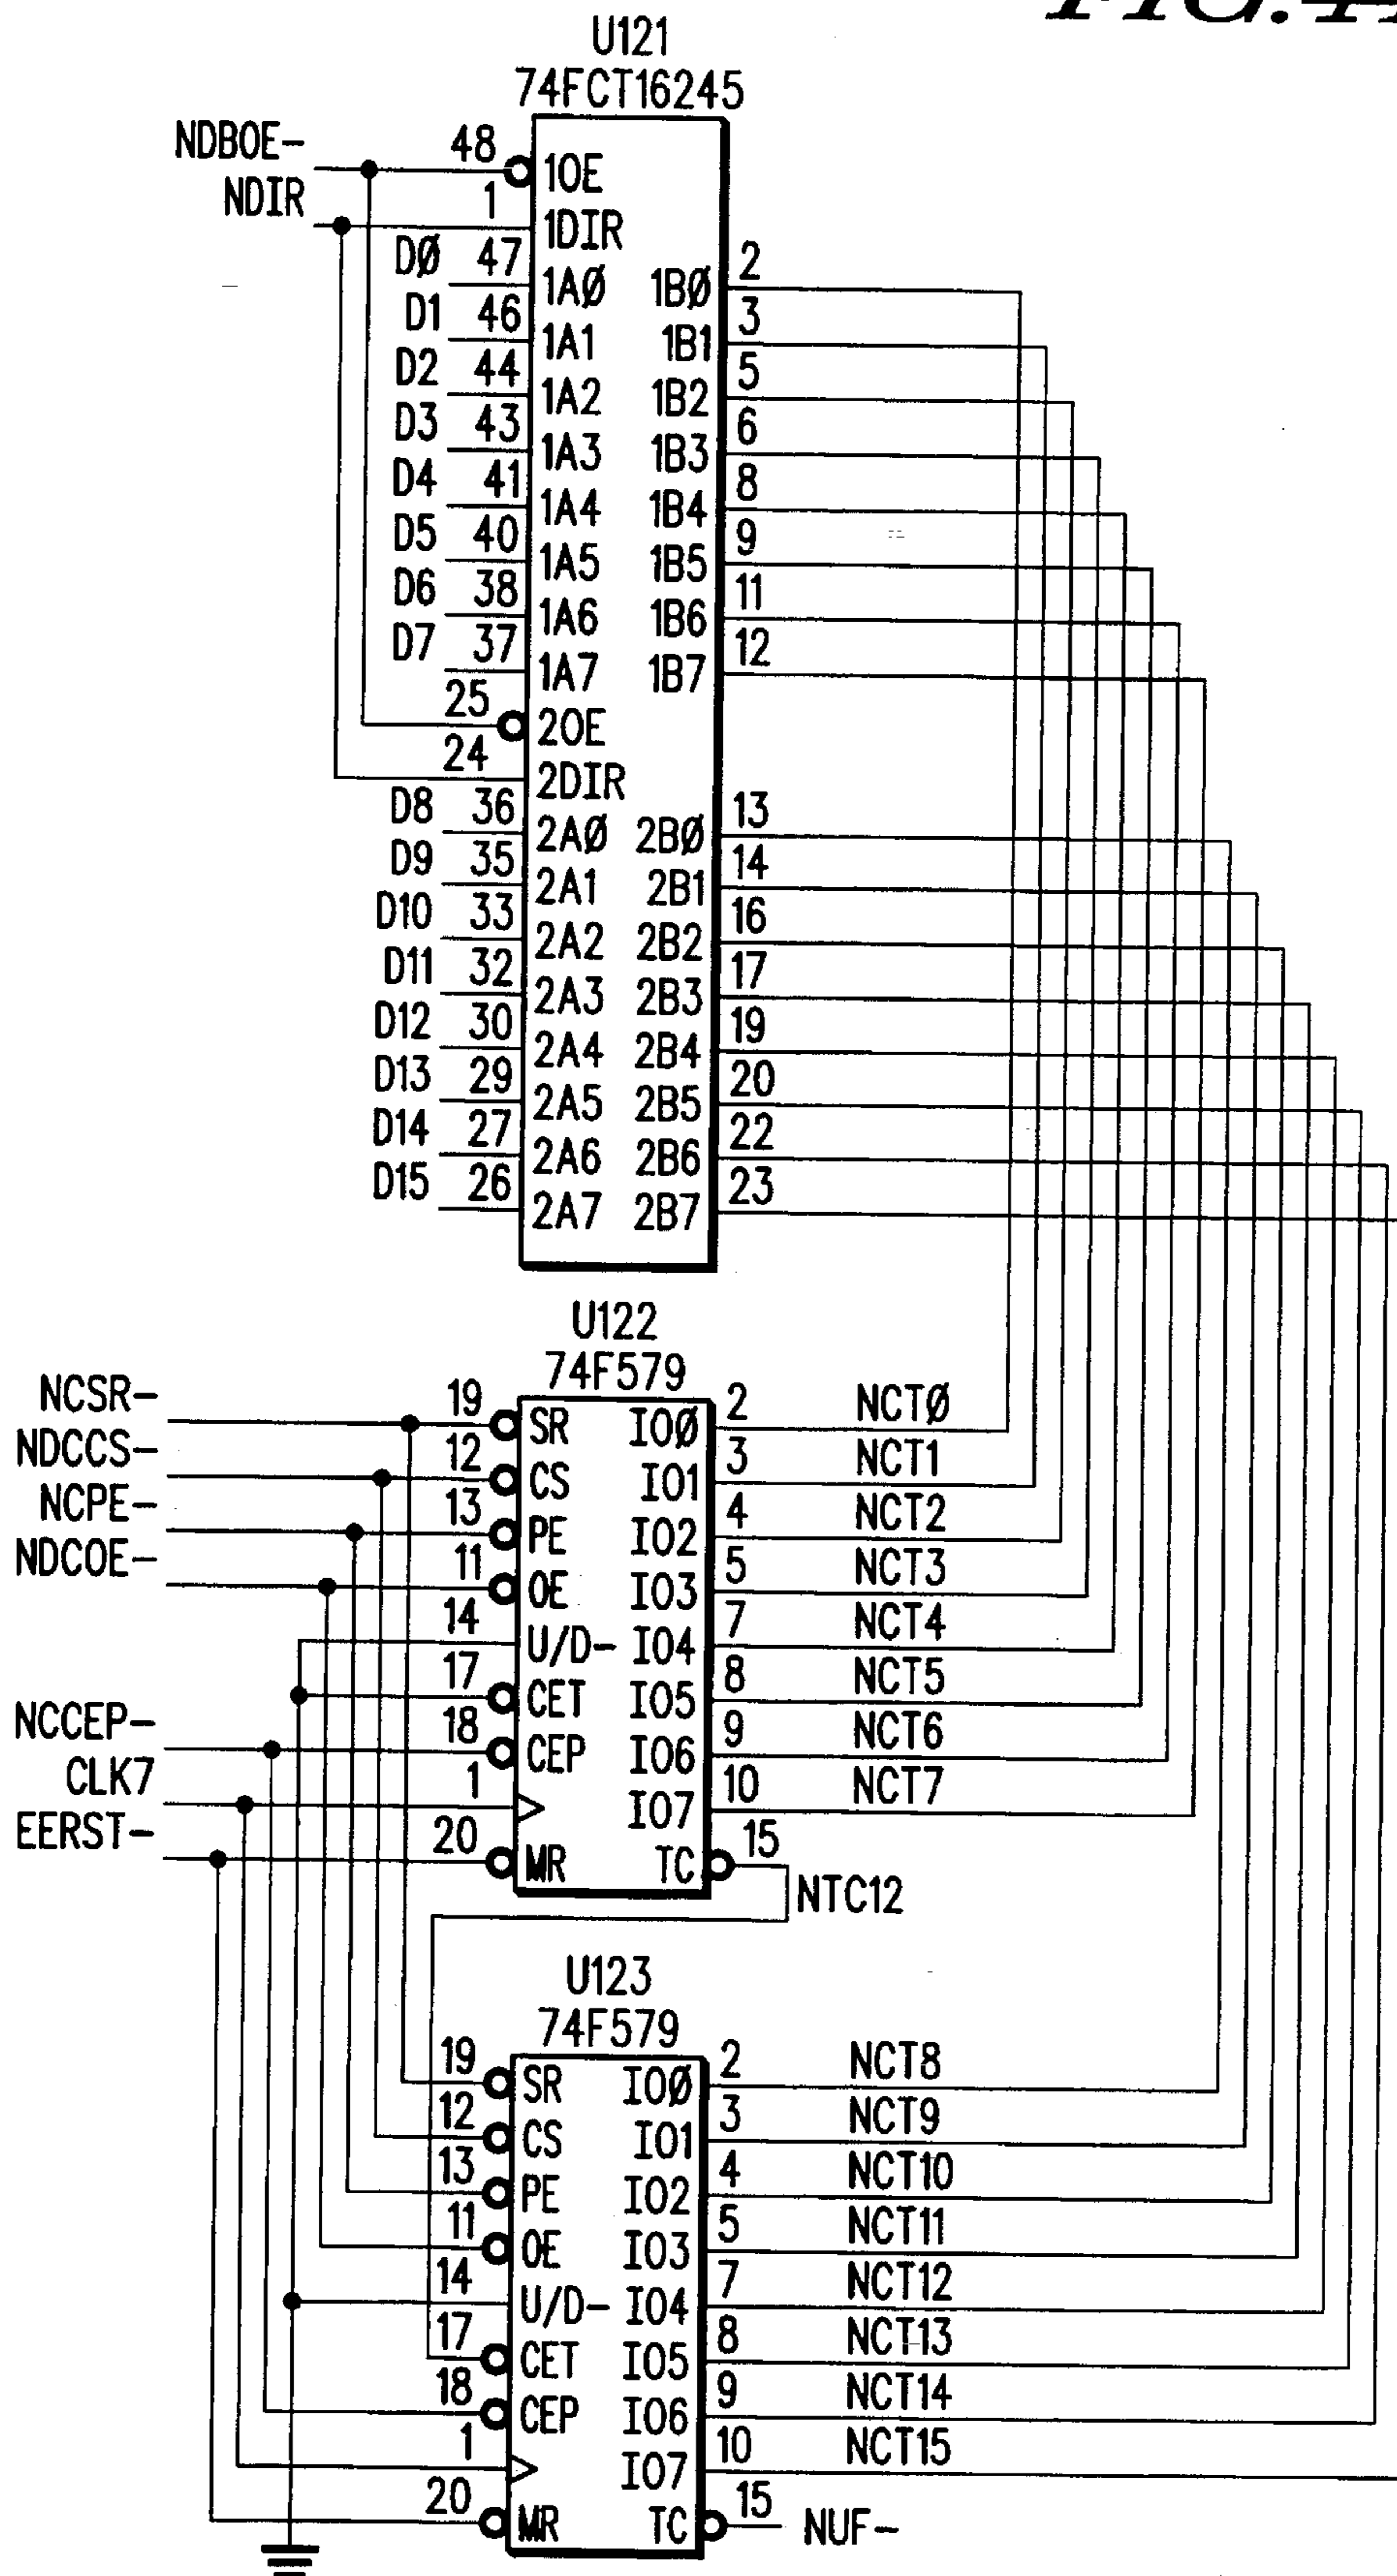 U121
74FCT16245
NDBOE- 48 1OE
NDIR 1 1DIR
DØ 47 1AØ 1BØ 2
D1 46 1A1 1B1 3
D2 44 1A2 1B2 5
D3 43 1A3 1B3 6
D4 41 1A4 1B4 8
D5 40 1A5 1B5 9
D6 38 1A6 1B6 11
D7 37 1A7 1B7 12
25 2OE
24 2DIR
D8 36 2AØ 2BØ 13
D9 35 2A1 2B1 14
D10 33 2A2 2B2 16
D11 32 2A3 2B3 17
D12 30 2A4 2B4 19
D13 29 2A5 2B5 20
D14 27 2A6 2B6 22
D15 26 2A7 2B7 23
U122
74F579
NCSR- 19 SR IOØ 2 NCTØ
NDCCS- 12 CS IO1 3 NCT1
NCPE- 13 PE IO2 4 NCT2
NDCOE- 11 OE IO3 5 NCT3
14 U/D- IO4 7 NCT4
17 CET IO5 8 NCT5
NCCEP- 18 CEP IO6 9 NCT6
CLK7 1 IO7 10 NCT7
EERST- 20 MR TC 15
NTC12
U123
74F579
19 SR IOØ 2 NCT8
12 CS IO1 3 NCT9
13 PE IO2 4 NCT10
11 OE IO3 5 NCT11
14 U/D- IO4 7 NCT12
17 CET IO5 8 NCT13
18 CEP IO6 9 NCT14
1 IO7 10 NCT15
20 MR TC 15 NUF-